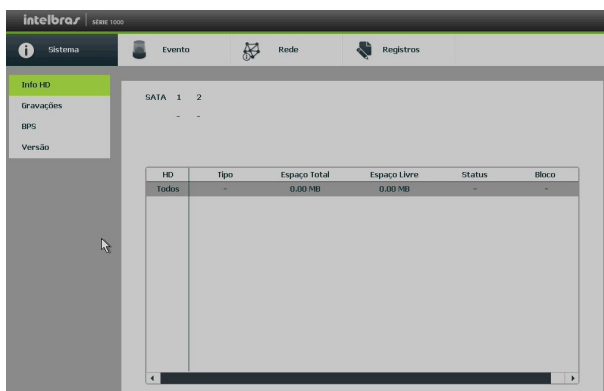 intelbras SÉRIE 1000
Sistema Evento Rede Registros
Info HD
Gravações
BPS
Versão
SATA 1 2
- -
HD Tipo Espaço Total Espaço Livre Status Bloco
Todos - 0.00 MB 0.00 MB - -